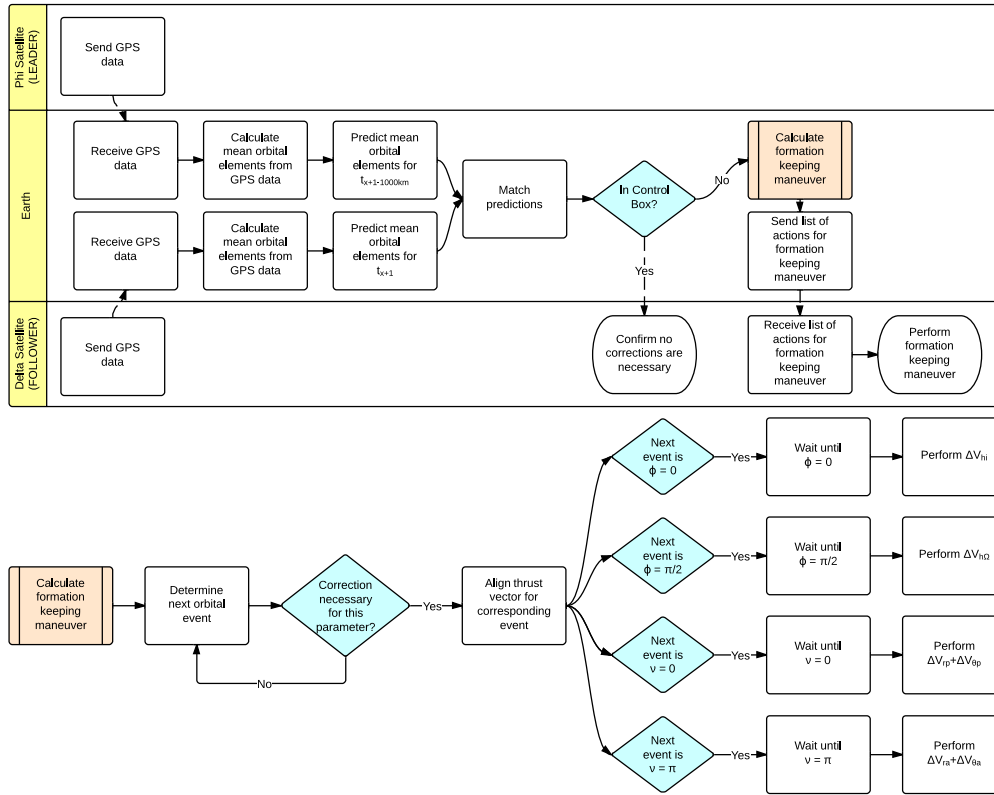 Phi Satellite
(LEADER)
Send GPS
data
Earth
Receive GPS
data
Calculate
mean orbital
elements from
GPS data
Predict mean
orbital
elements for
tx+1-1000km
Receive GPS
data
Calculate
mean orbital
elements from
GPS data
Predict mean
orbital
elements for
tx+1
Match
predictions
In Control
Box?
No
Yes
Calculate
formation
keeping
maneuver
Send list of
actions for
formation
keeping
maneuver
Delta Satellite
(FOLLOWER)
Send GPS
data
Confirm no
corrections are
necessary
Receive list of
actions for
formation
keeping
maneuver
Perform
formation
keeping
maneuver
Calculate
formation
keeping
maneuver
Determine
next orbital
event
Correction
necessary
for this
parameter?
No
Yes
Align thrust
vector for
corresponding
event
Next
event is
ϕ = 0
Yes
Wait until
ϕ = 0
Perform ΔVhi
Next
event is
ϕ = π/2
Yes
Wait until
ϕ = π/2
Perform ΔVhΩ
Next
event is
ν = 0
Yes
Wait until
ν = 0
Perform
ΔVrp+ΔVθp
Next
event is
ν = π
Yes
Wait until
ν = π
Perform
ΔVra+ΔVθa